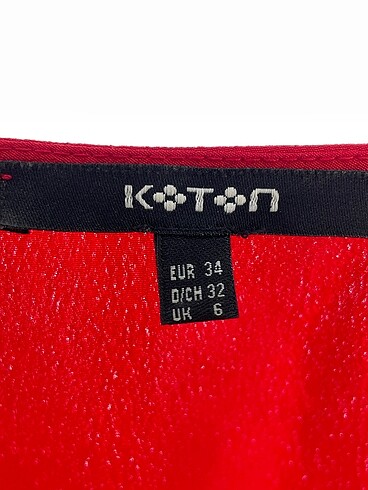 KOTON
EUR 34
D/CH 32
UK 6